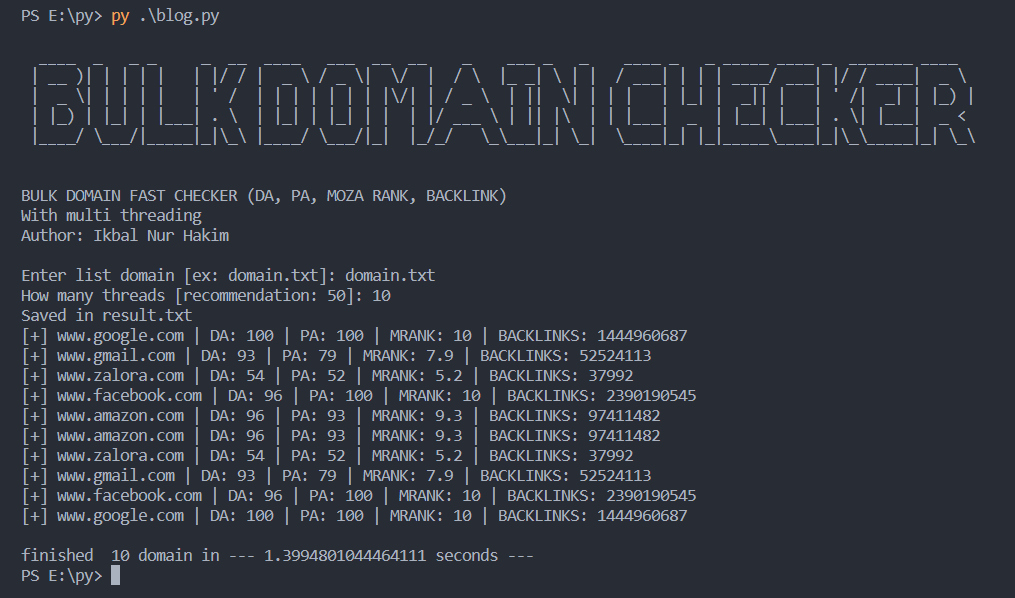 PS E:\py> py .\blog.py
BULK DOMAIN CHECKER
BULK DOMAIN FAST CHECKER (DA, PA, MOZA RANK, BACKLINK)
With multi threading
Author: Ikbal Nur Hakim
Enter list domain [ex: domain.txt]: domain.txt
How many threads [recommendation: 50]: 10
Saved in result.txt
[+] www.google.com | DA: 100 | PA: 100 | MRANK: 10 | BACKLINKS: 1444960687
[+] www.gmail.com | DA: 93 | PA: 79 | MRANK: 7.9 | BACKLINKS: 52524113
[+] www.zalora.com | DA: 54 | PA: 52 | MRANK: 5.2 | BACKLINKS: 37992
[+] www.facebook.com | DA: 96 | PA: 100 | MRANK: 10 | BACKLINKS: 2390190545
[+] www.amazon.com | DA: 96 | PA: 93 | MRANK: 9.3 | BACKLINKS: 97411482
[+] www.amazon.com | DA: 96 | PA: 93 | MRANK: 9.3 | BACKLINKS: 97411482
[+] www.zalora.com | DA: 54 | PA: 52 | MRANK: 5.2 | BACKLINKS: 37992
[+] www.gmail.com | DA: 93 | PA: 79 | MRANK: 7.9 | BACKLINKS: 52524113
[+] www.facebook.com | DA: 96 | PA: 100 | MRANK: 10 | BACKLINKS: 2390190545
[+] www.google.com | DA: 100 | PA: 100 | MRANK: 10 | BACKLINKS: 1444960687
finished  10 domain in --- 1.3994801044464111 seconds ---
PS E:\py>